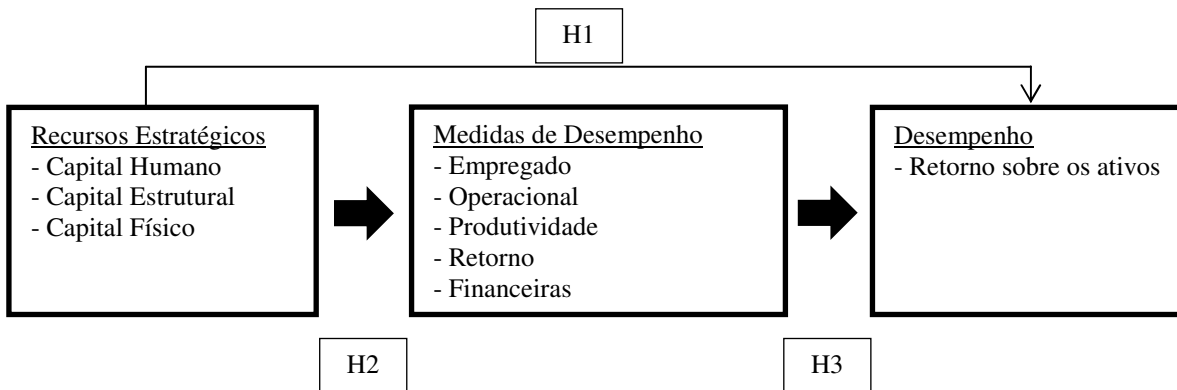 H1
Recursos Estratégicos
- Capital Humano
- Capital Estrutural
- Capital Físico
Medidas de Desempenho
- Empregado
- Operacional
- Produtividade
- Retorno
- Financeiras
Desempenho
- Retorno sobre os ativos
H2
H3